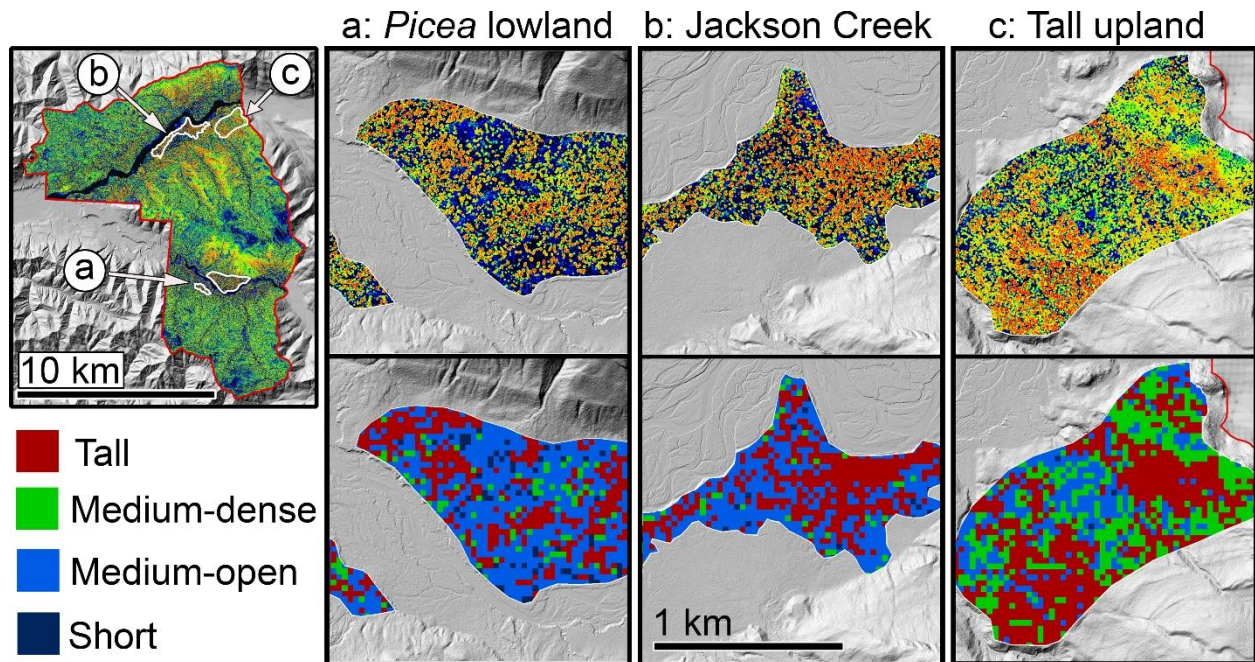 a: Picea lowland
b: Jackson Creek
c: Tall upland
b
c
a
10 km
Tall
Medium-dense
Medium-open
Short
1 km